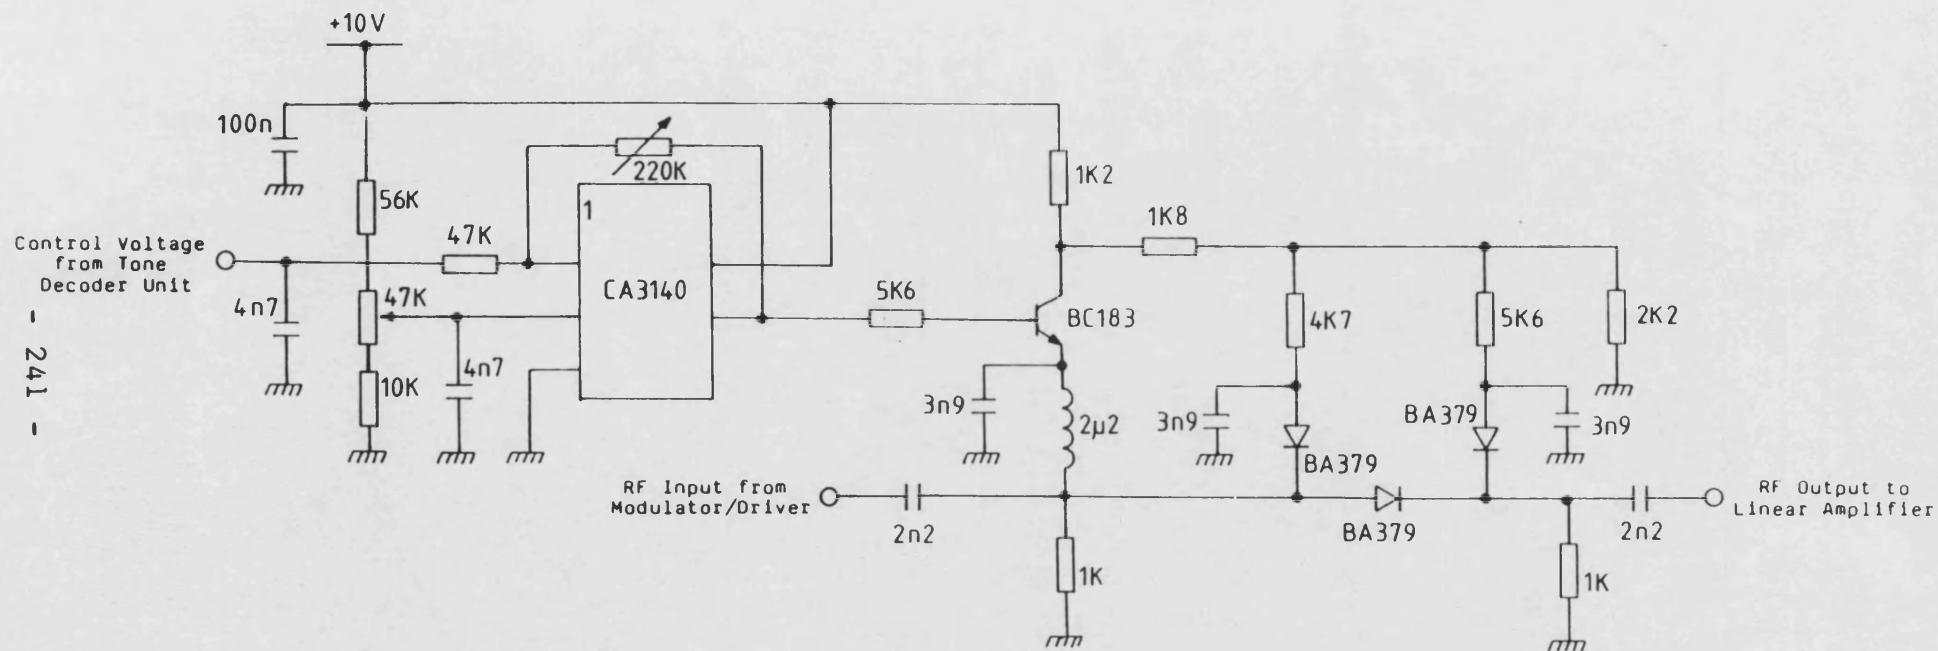 +10V
100n
56K
220K
1
1K2
1K8
Control Voltage
from Tone
Decoder Unit
47K
47K
CA3140
5K6
BC183
4K7
5K6
2K2
4n7
10K
4n7
3n9
2µ2
3n9
BA379
BA379
3n9
RF Input from
Modulator/Driver
2n2
BA379
2n2
RF Output to
Linear Amplifier
1K
1K
- 241 -